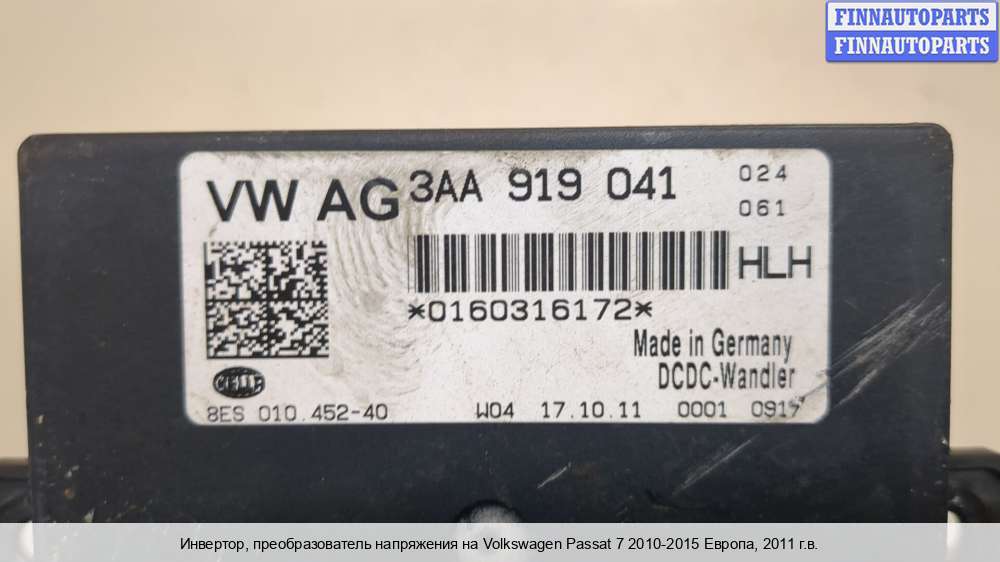 FINNAUTOPARTS
FINNAUTOPARTS
VW AG 3AA 919 041 024
061
HLH
*0160316172*
Made in Germany
DCDC-Wandler
HELLA
8ES 010.452-40 W04 17.10.11 0001 0917
Инвертор, преобразователь напряжения на Volkswagen Passat 7 2010-2015 Европа, 2011 г.в.